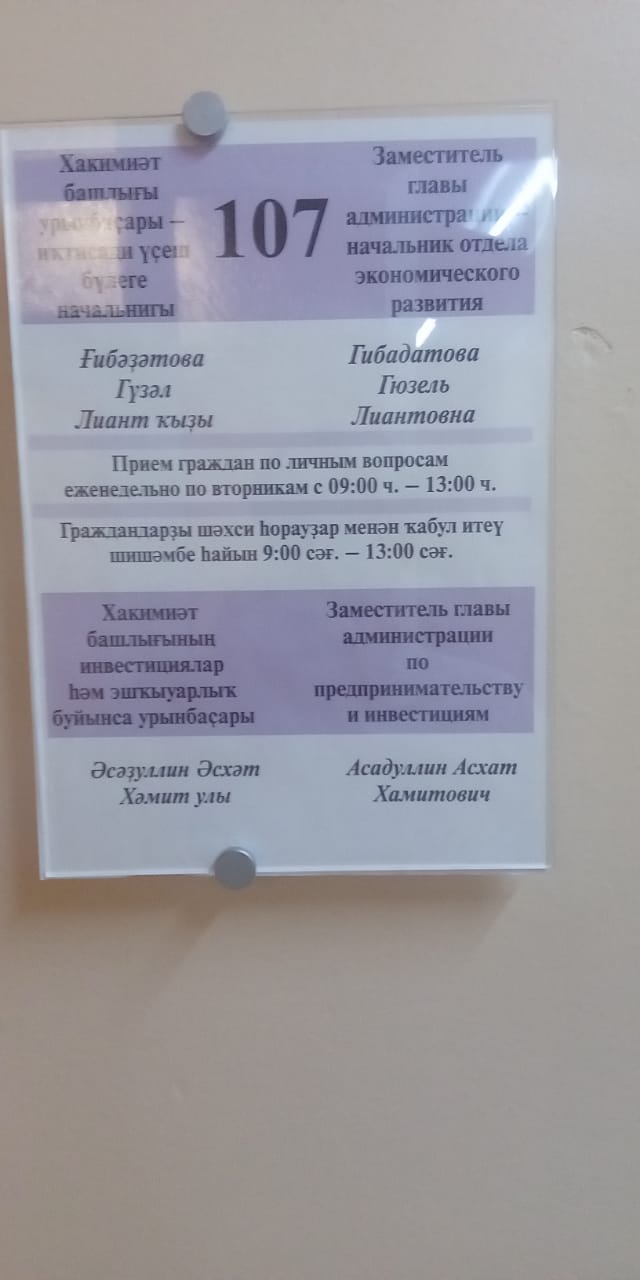 Хакимиәт
башлығы
урынбаҫары –
иҡтисади үҫеш
бүлеге
начальнигы
107
Заместитель
главы
администрации –
начальник отдела
экономического
развития
Ғибәҙәтова
Гүзәл
Лиант ҡыҙы
Гибадатова
Гюзель
Лиантовна
Прием граждан по личным вопросам
еженедельно по вторникам с 09:00 ч. – 13:00 ч.
Граждандарҙы шәхси һорауҙар менән ҡабул итеү
шишәмбе һайын 9:00 сәғ. – 13:00 сәғ.
Хакимиәт
башлығының
инвестициялар
һәм эшҡыуарлыҡ
буйынса урынбаҫары
Заместитель главы
администрации
по
предпринимательству
и инвестициям
Әсәҙуллин Әсхәт
Хәмит улы
Асадуллин Асхат
Хамитович